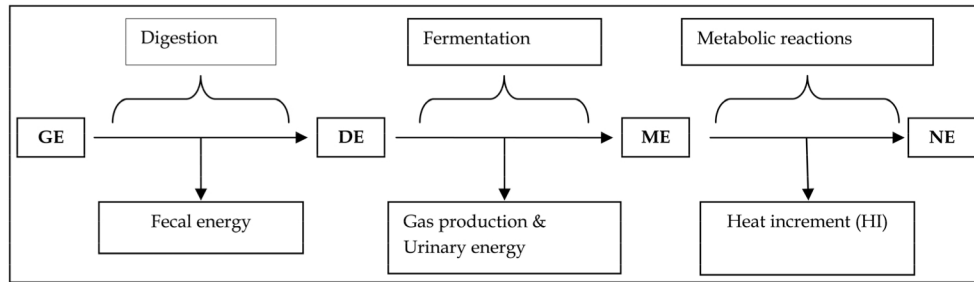 Digestion
Fermentation
Metabolic reactions
GE
DE
ME
NE
Fecal energy
Gas production &
Urinary energy
Heat increment (HI)